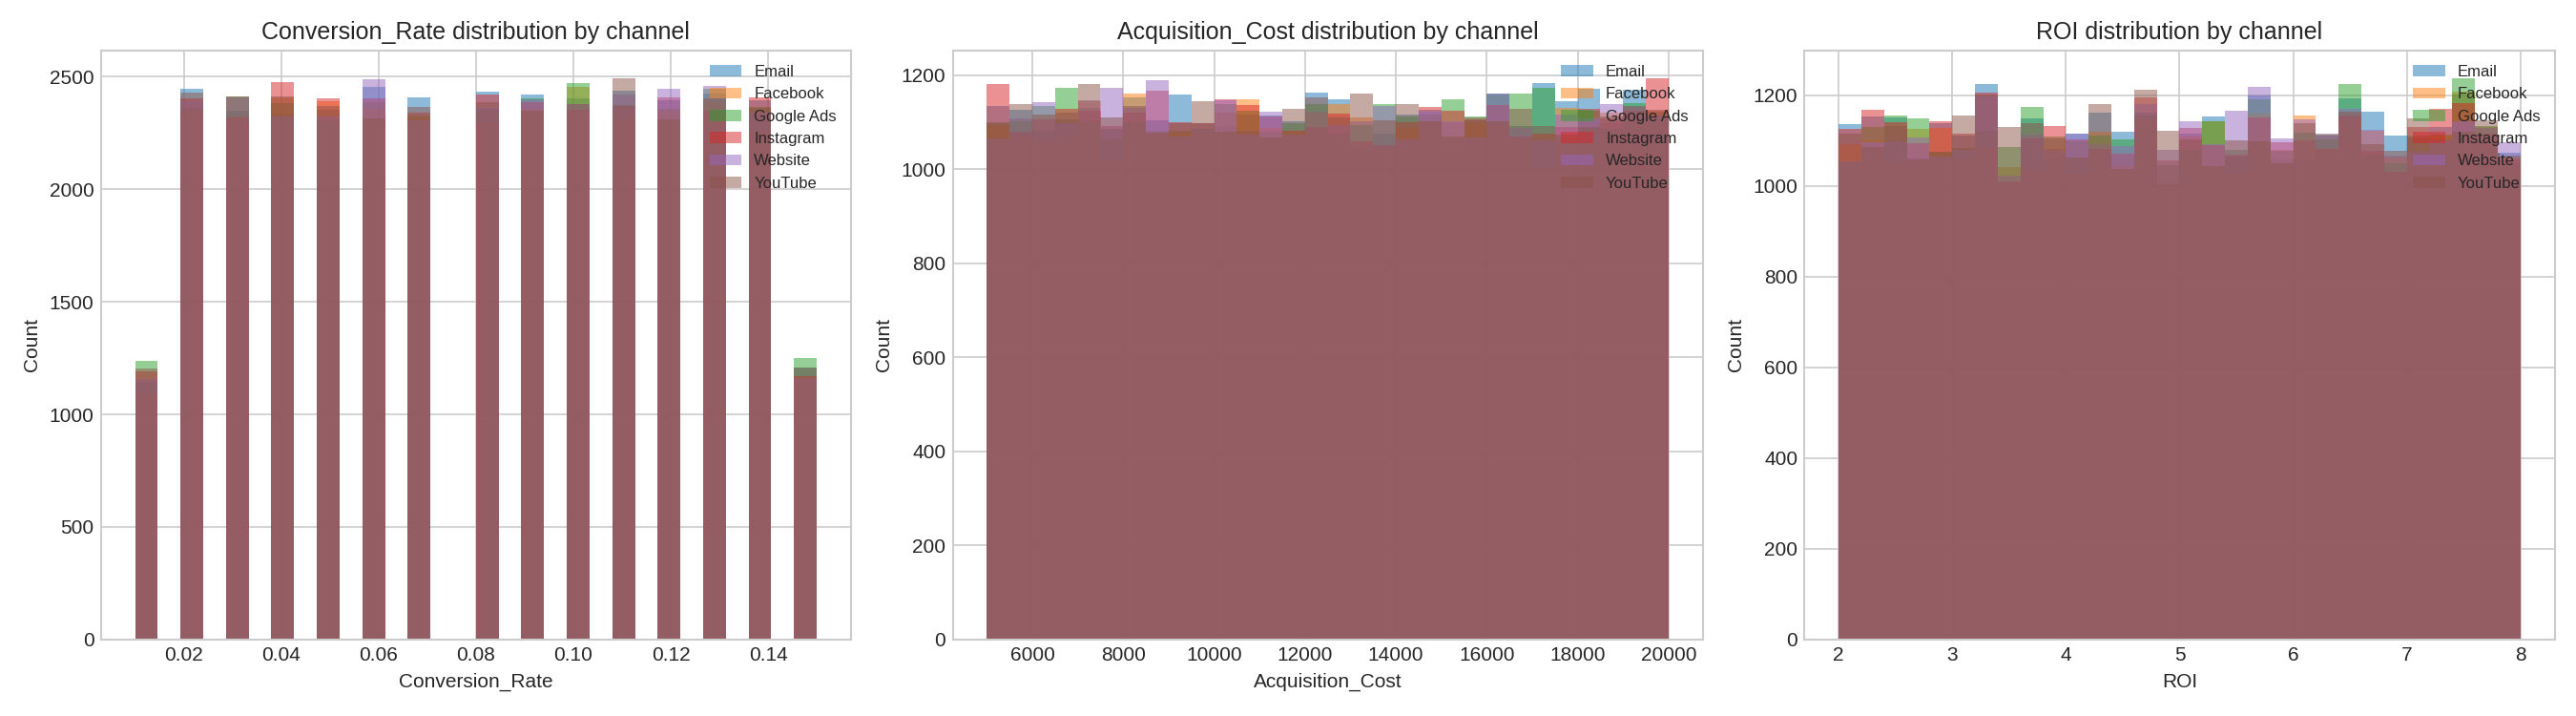 Conversion_Rate distribution by channel
Count
2500
2000
1500
1000
500
0
0.02 0.04 0.06 0.08 0.10 0.12 0.14
Conversion_Rate
Email
Facebook
Google Ads
Instagram
Website
YouTube
Acquisition_Cost distribution by channel
Count
1200
1000
800
600
400
200
0
6000 8000 10000 12000 14000 16000 18000 20000
Acquisition_Cost
Email
Facebook
Google Ads
Instagram
Website
YouTube
ROI distribution by channel
Count
1200
1000
800
600
400
200
0
2 3 4 5 6 7 8
ROI
Email
Facebook
Google Ads
Instagram
Website
YouTube